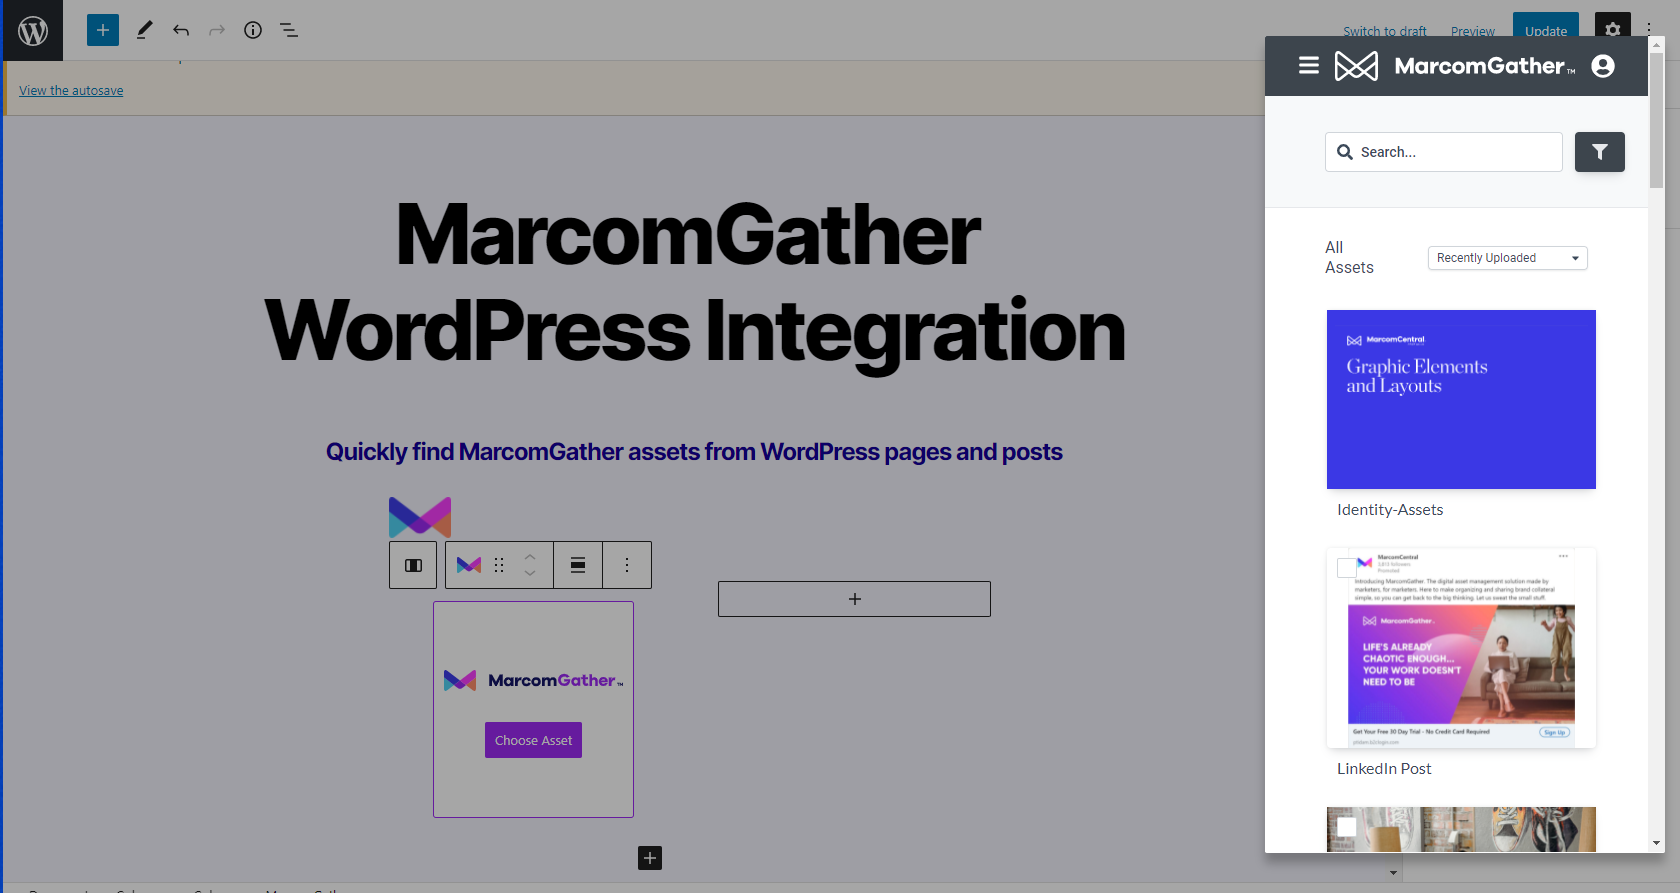 Switch to draft
Preview
Update
View the autosave
MarcomGather
WordPress Integration
Quickly find MarcomGather assets from WordPress pages and posts
MarcomGather™
Choose Asset
MarcomGather™
Search...
All
Assets
Recently Uploaded
MarcomCentral
Graphic Elements
and Layouts
Identity-Assets
MarcomCentral
Promoted
Introducing MarcomGather. The digital asset management solution made by
marketers, for marketers. Here to make organizing and sharing brand collateral
simple, so you can get back to the big thinking. Let us sweat the small stuff.
MarcomGather
LIFE'S ALREADY
CHAOTIC ENOUGH...
YOUR WORK DOESN'T
NEED TO BE
Get Your Free 30 Day Trial - No Credit Card Required
Sign Up
LinkedIn Post